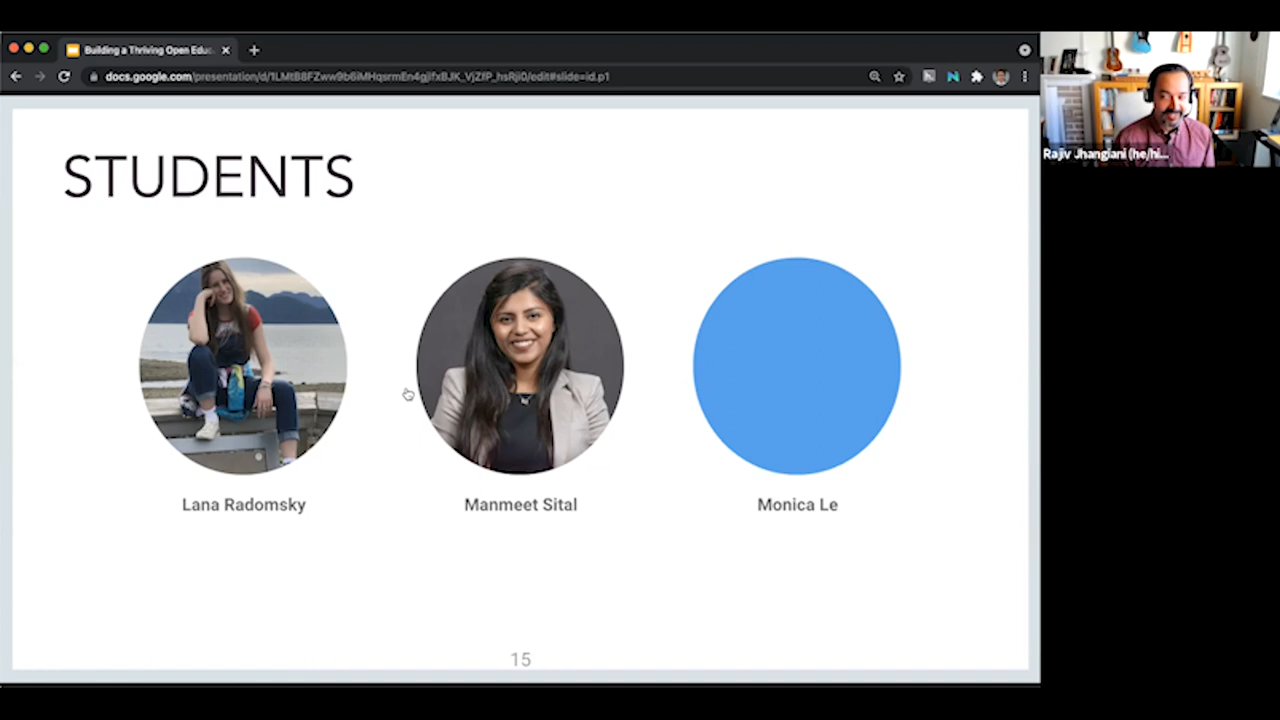 Building a Thriving Open Educ
docs.google.com/presentation/d/1LMtB8FZww9b6iMHqsrmEn4gjlfxBJK_VjZfP_hsRji0/edit#slide=id.p1
Rajiv Jhangiani (he/hi...
STUDENTS
Lana Radomsky
Manmeet Sital
Monica Le
15